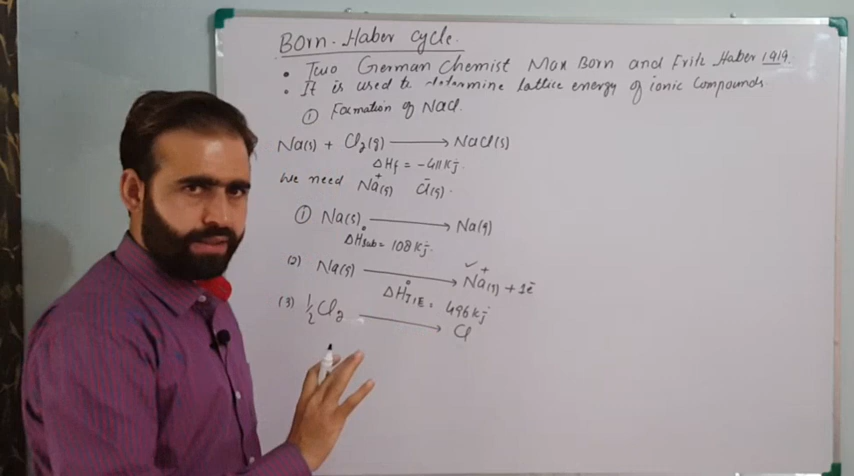 Born-Haber cycle.
• Two German Chemist Max Born and Fritz Haber 1919.
• It is used to determine lattice energy of ionic Compounds.
① Formation of NaCl.
Na(s) + Cl₂(g) ⟶ NaCl(s)
ΔHf = -411 kj.
We need Na⁺(g) Cl⁻(g).
① Na(s) ⟶ Na(g)
ΔH°sub = 108 kj.
(2) Na(g) ⟶ Na⁺(g) + 1e⁻
ΔH°I.E = 496 kj
(3) ½ Cl₂ ⟶ Cl